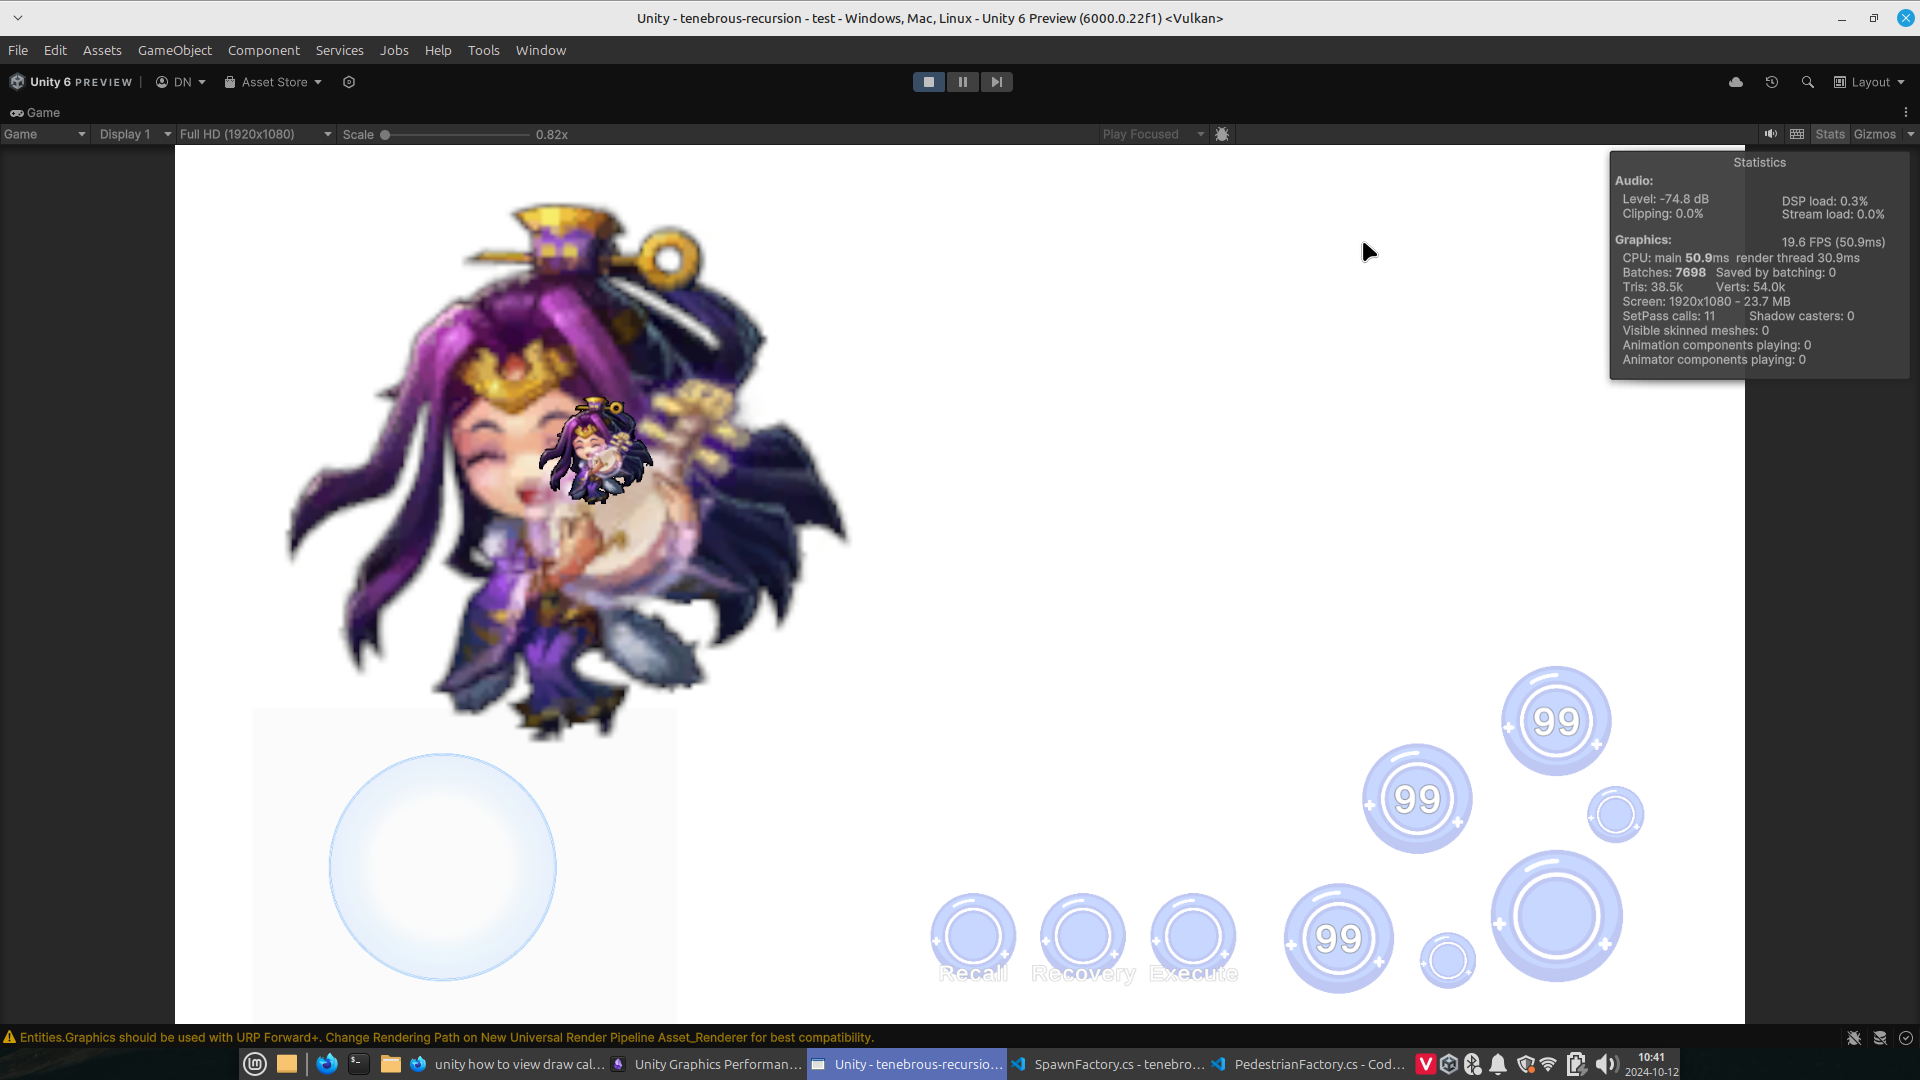 Unity - tenebrous-recursion - test - Windows, Mac, Linux - Unity 6 Preview (6000.0.22f1) <Vulkan>
File Edit Assets GameObject Component Services Jobs Help Tools Window
Unity 6 PREVIEW DN Asset Store Layout
Game
Game Display 1 Full HD (1920x1080) Scale 0.82x Play Focused Stats Gizmos
Statistics
Audio:
Level: -74.8 dB DSP load: 0.3%
Clipping: 0.0% Stream load: 0.0%
Graphics: 19.6 FPS (50.9ms)
CPU: main 50.9ms render thread 30.9ms
Batches: 7698 Saved by batching: 0
Tris: 38.5k Verts: 54.0k
Screen: 1920x1080 - 23.7 MB
SetPass calls: 11 Shadow casters: 0
Visible skinned meshes: 0
Animation components playing: 0
Animator components playing: 0
99
99
99
Recall Recovery Execute
Entities.Graphics should be used with URP Forward+. Change Rendering Path on New Universal Render Pipeline Asset_Renderer for best compatibility.
unity how to view draw cal... Unity Graphics Performan... Unity - tenebrous-recursio... SpawnFactory.cs - tenebro... PedestrianFactory.cs - Cod... 10:41
2024-10-12